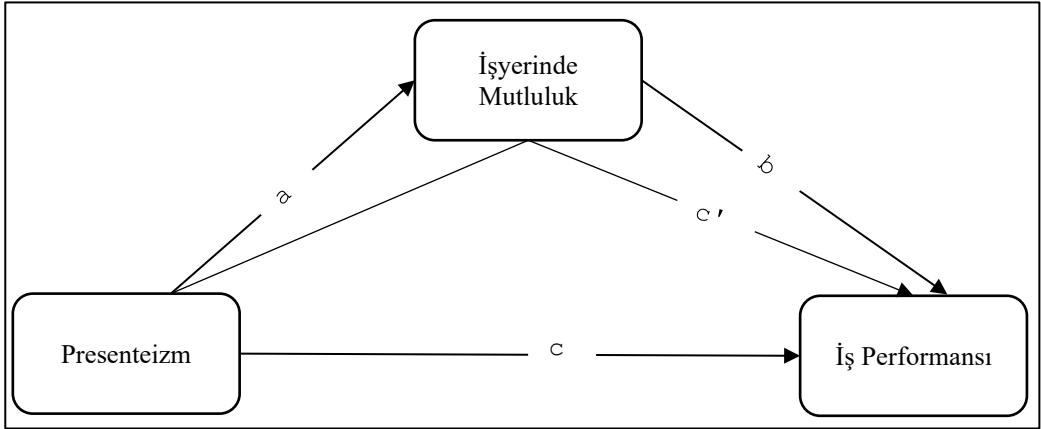 İşyerinde
Mutluluk
a
b
c'
Presenteizm
c
İş Performansı